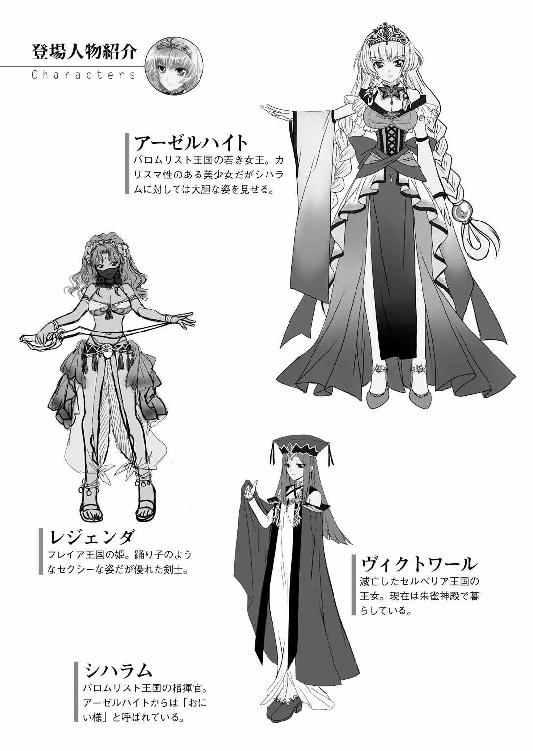 登場人物紹介
Characters
アーゼルハイト
バロムリスト王国の若き女王。カ
リスマ性のある美少女だがシハラ
ムに対しては大胆な姿を見せる。
レジェンダ
フレイア王国の姫。踊り子のよう
なセクシーな姿だが優れた剣士。
ヴィクトワール
滅亡したセルベリア王国の
王女。現在は朱雀神殿で暮
らしている。
シハラム
バロムリスト王国の指揮官。
アーゼルハイトからは「おに
い様」と呼ばれている。